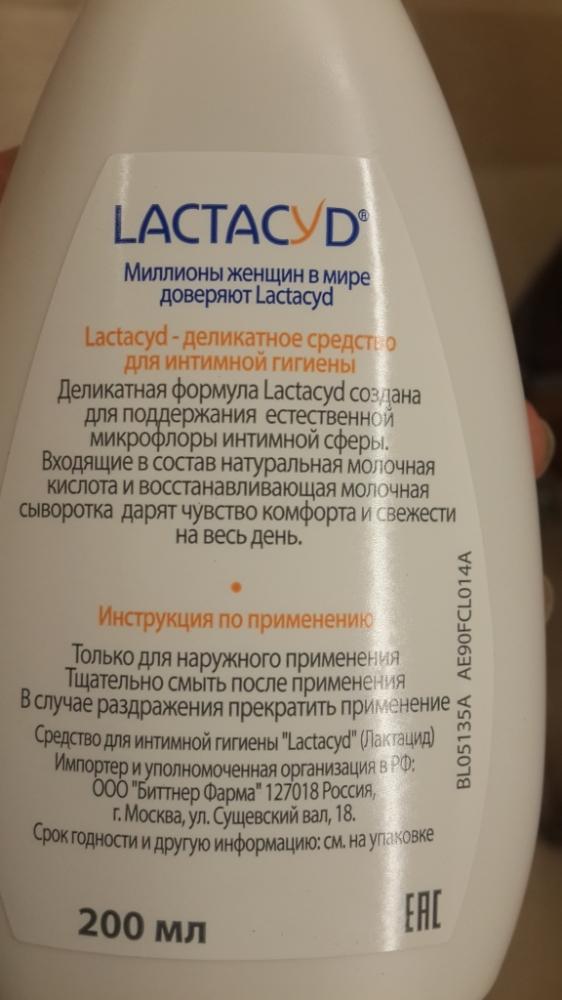 LACTACYD®
Миллионы женщин в мире
доверяют Lactacyd
Lactacyd - деликатное средство
для интимной гигиены
Деликатная формула Lactacyd создана
для поддержания естественной
микрофлоры интимной сферы.
Входящие в состав натуральная молочная
кислота и восстанавливающая молочная
сыворотка дарят чувство комфорта и свежести
на весь день.
Инструкция по применению
Только для наружного применения
Тщательно смыть после применения
В случае раздражения прекратить применение
Средство для интимной гигиены "Lactacyd" (Лактацид)
Импортер и уполномоченная организация в РФ:
ООО "Биттнер Фарма" 127018 Россия,
г. Москва, ул. Сущевский вал, 18.
Срок годности и другую информацию: см. на упаковке
200 мл
EAC
BL05135A AE90FCL014A